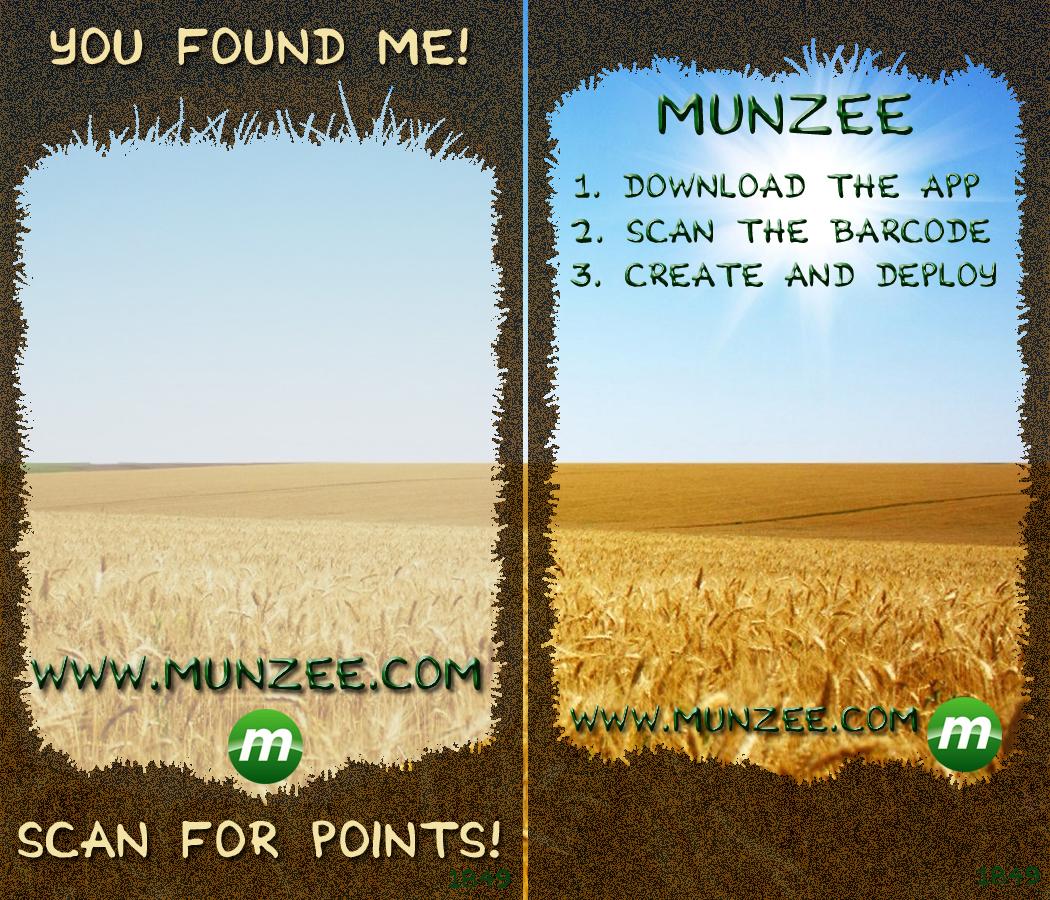 YOU FOUND ME!
WWW.MUNZEE.COM
m
SCAN FOR POINTS!
1849
MUNZEE
1. DOWNLOAD THE APP
2. SCAN THE BARCODE
3. CREATE AND DEPLOY
WWW.MUNZEE.COM
m
1849